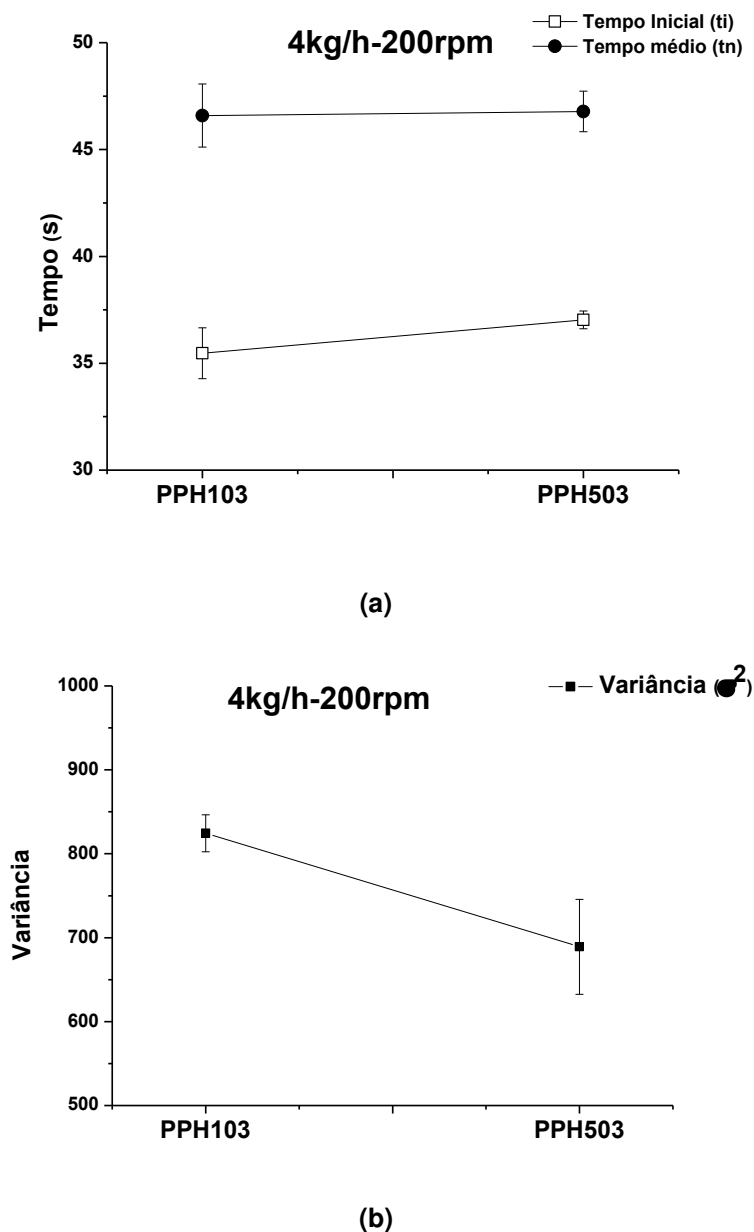 4kg/h-200rpm
Tempo Inicial (ti)
Tempo médio (tn)
50
45
40
35
30
Tempo (s)
PPH103
PPH503
(a)
4kg/h-200rpm
Variância ( 2)
1000
900
800
700
600
500
Variância
PPH103
PPH503
(b)